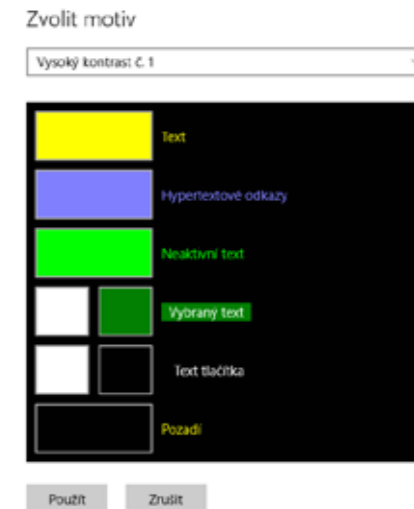 Zvolit motiv
Vysoký kontrast č. 1
Text
Hypertextové odkazy
Neaktivní text
Vybraný text
Text tlačítka
Pozadí
Použít Zrušit